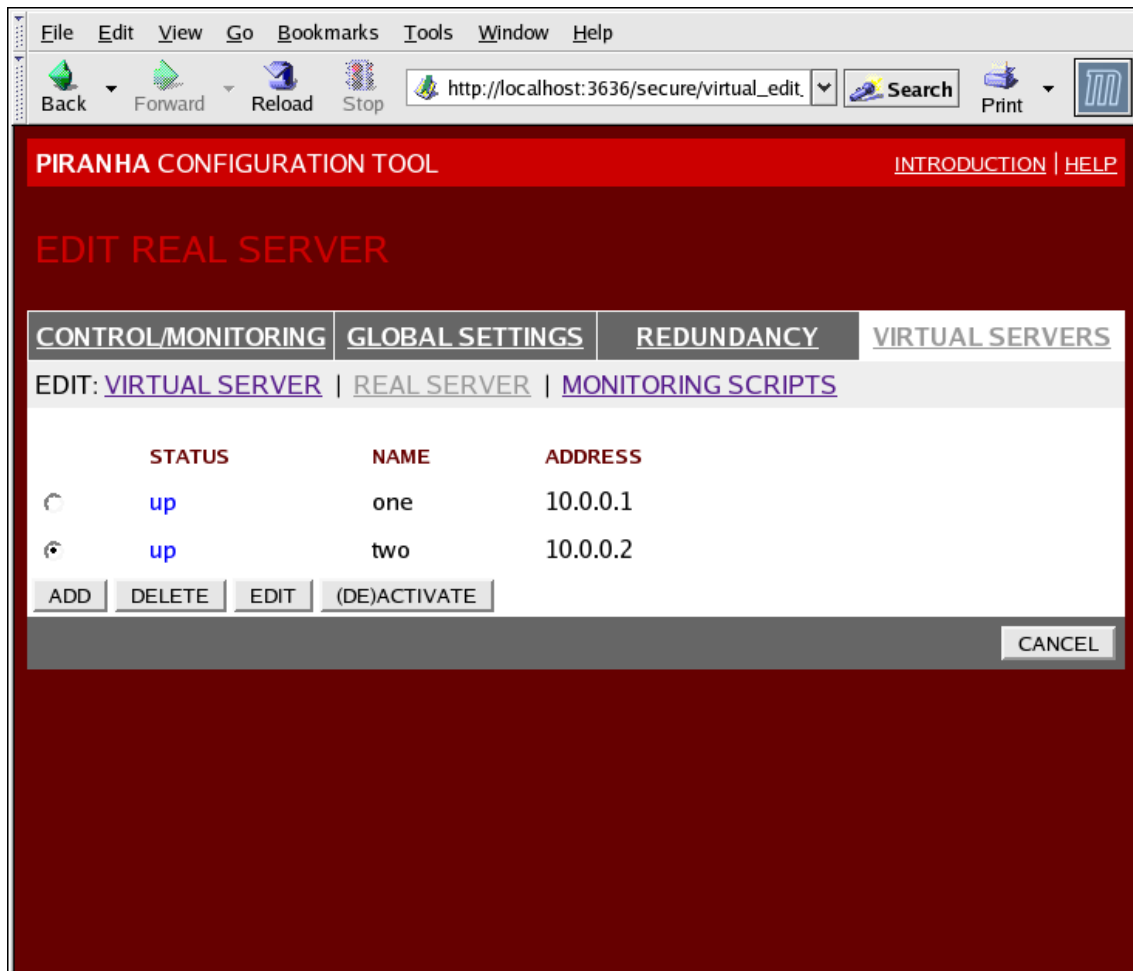 File Edit View Go Bookmarks Tools Window Help
Back Forward Reload Stop http://localhost:3636/secure/virtual_edit_ Search Print
PIRANHA CONFIGURATION TOOL INTRODUCTION | HELP
EDIT REAL SERVER
CONTROL/MONITORING GLOBAL SETTINGS REDUNDANCY VIRTUAL SERVERS
EDIT: VIRTUAL SERVER | REAL SERVER | MONITORING SCRIPTS
STATUS NAME ADDRESS
up one 10.0.0.1
up two 10.0.0.2
ADD DELETE EDIT (DE)ACTIVATE
CANCEL